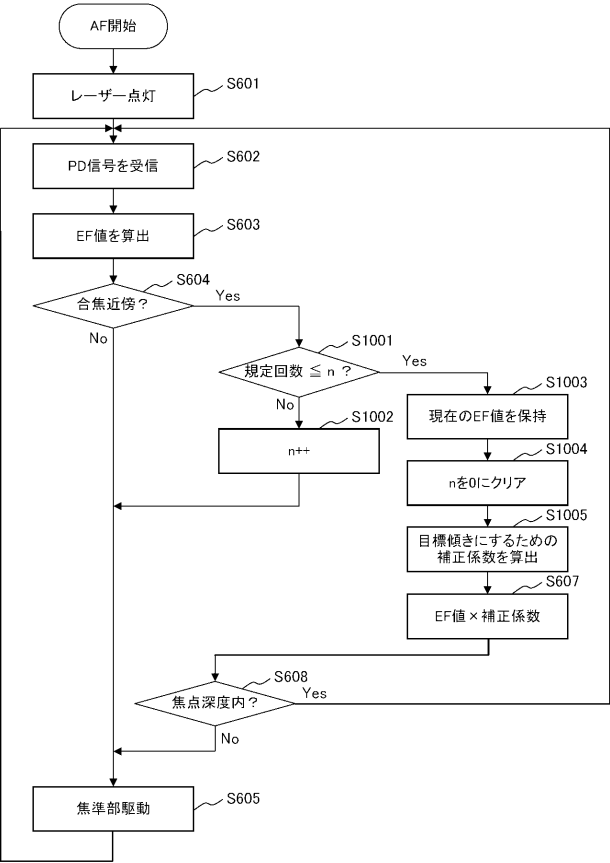 AF開始
レーザー点灯
S601
PD信号を受信
S602
EF値を算出
S603
合焦近傍？
S604
Yes
No
規定回数 ≦ n ？
S1001
Yes
No
現在のEF値を保持
S1003
n++
S1002
nを0にクリア
S1004
目標傾きにするための
補正係数を算出
S1005
EF値×補正係数
S607
焦点深度内？
S608
Yes
No
焦準部駆動
S605